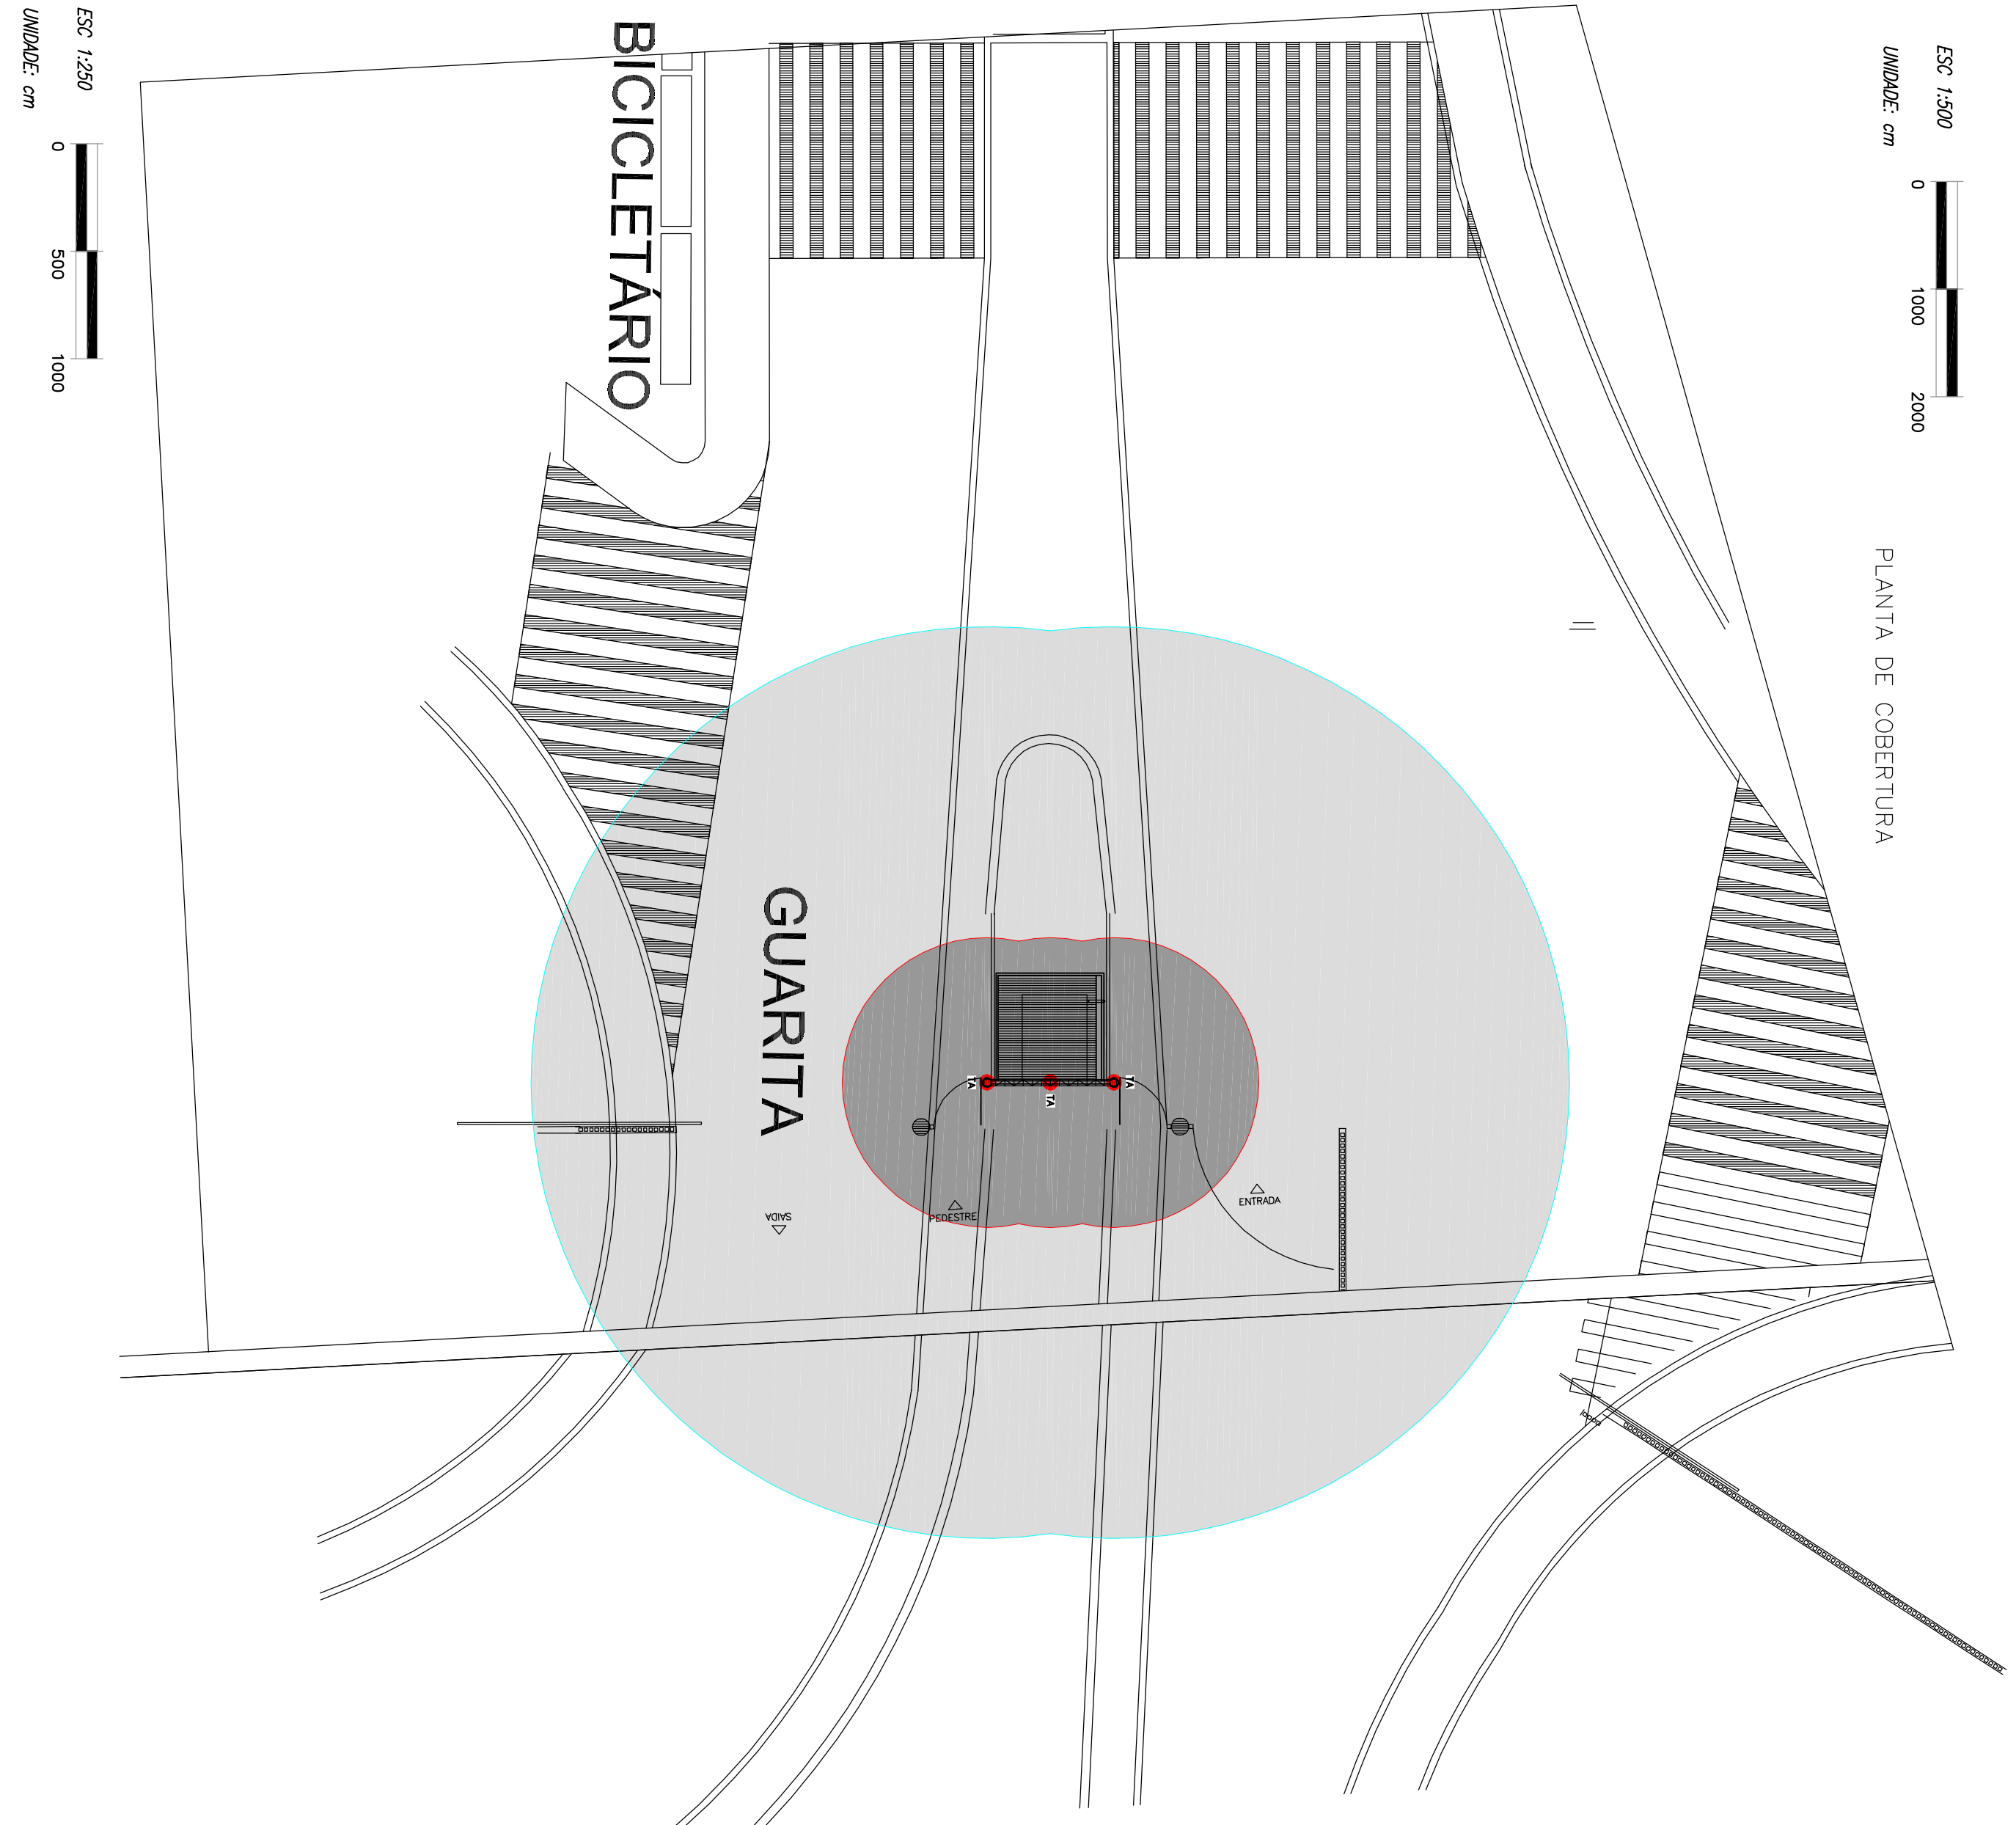 ESC 1:250
UNIDADE: cm
0
500
1000
BICICLETÁRIO
ESC 1:500
UNIDADE: cm
0
1000
2000
PLANTA DE COBERTURA
GUARITA
TA
TA
TA
SAIDA
PEDESTRE
ENTRADA